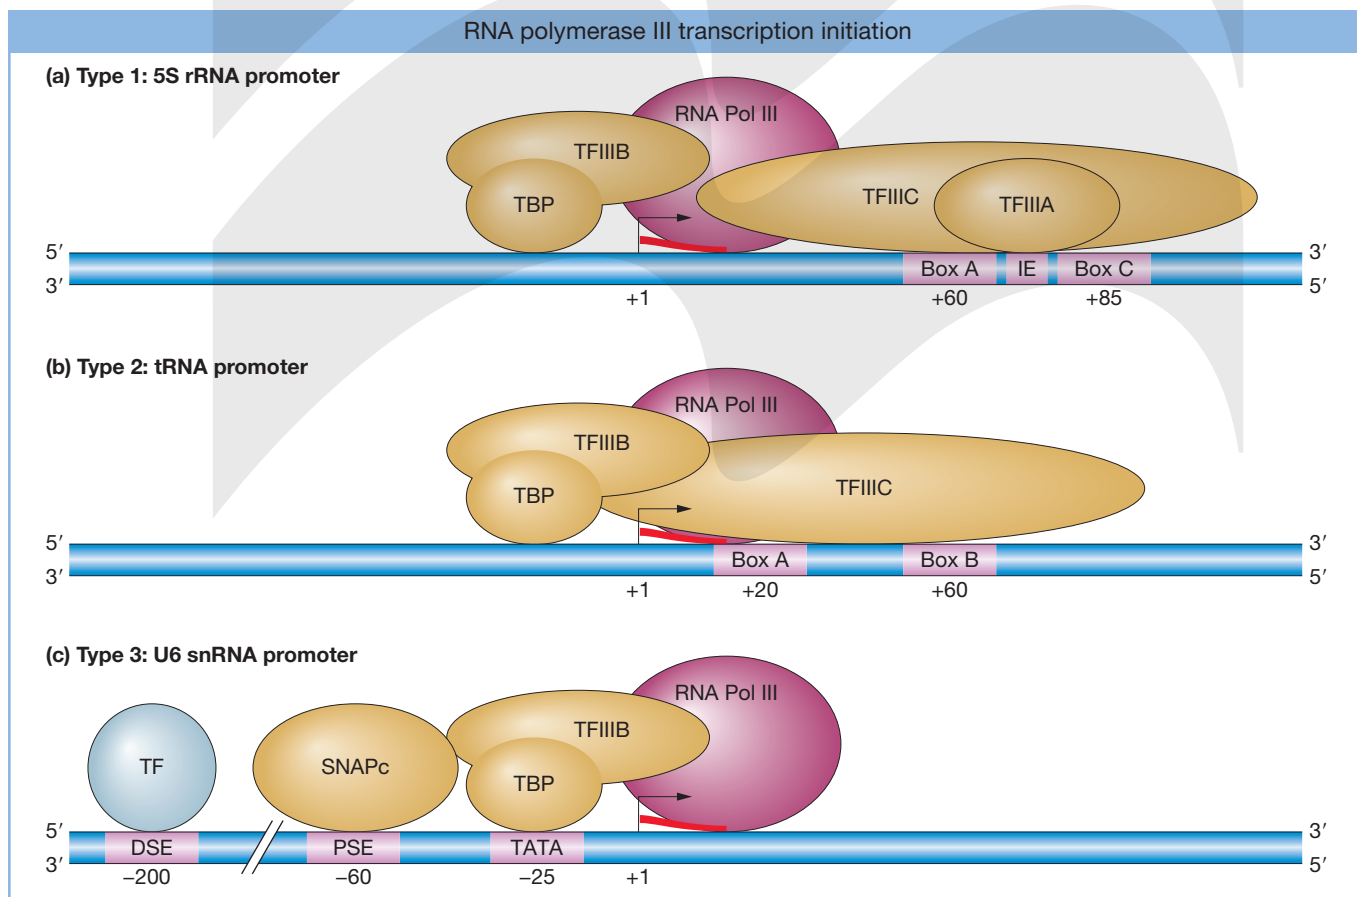 RNA polymerase III transcription initiation
(a) Type 1: 5S rRNA promoter
RNA Pol III
TFIIIB
TBP
TFIIIC
TFIIIA
5′
3′
3′
5′
Box A
IE
Box C
+1
+60
+85
(b) Type 2: tRNA promoter
RNA Pol III
TFIIIB
TBP
TFIIIC
5′
3′
3′
5′
Box A
Box B
+1
+20
+60
(c) Type 3: U6 snRNA promoter
RNA Pol III
TFIIIB
TF
SNAPc
TBP
5′
3′
3′
5′
DSE
PSE
TATA
−200
−60
−25
+1